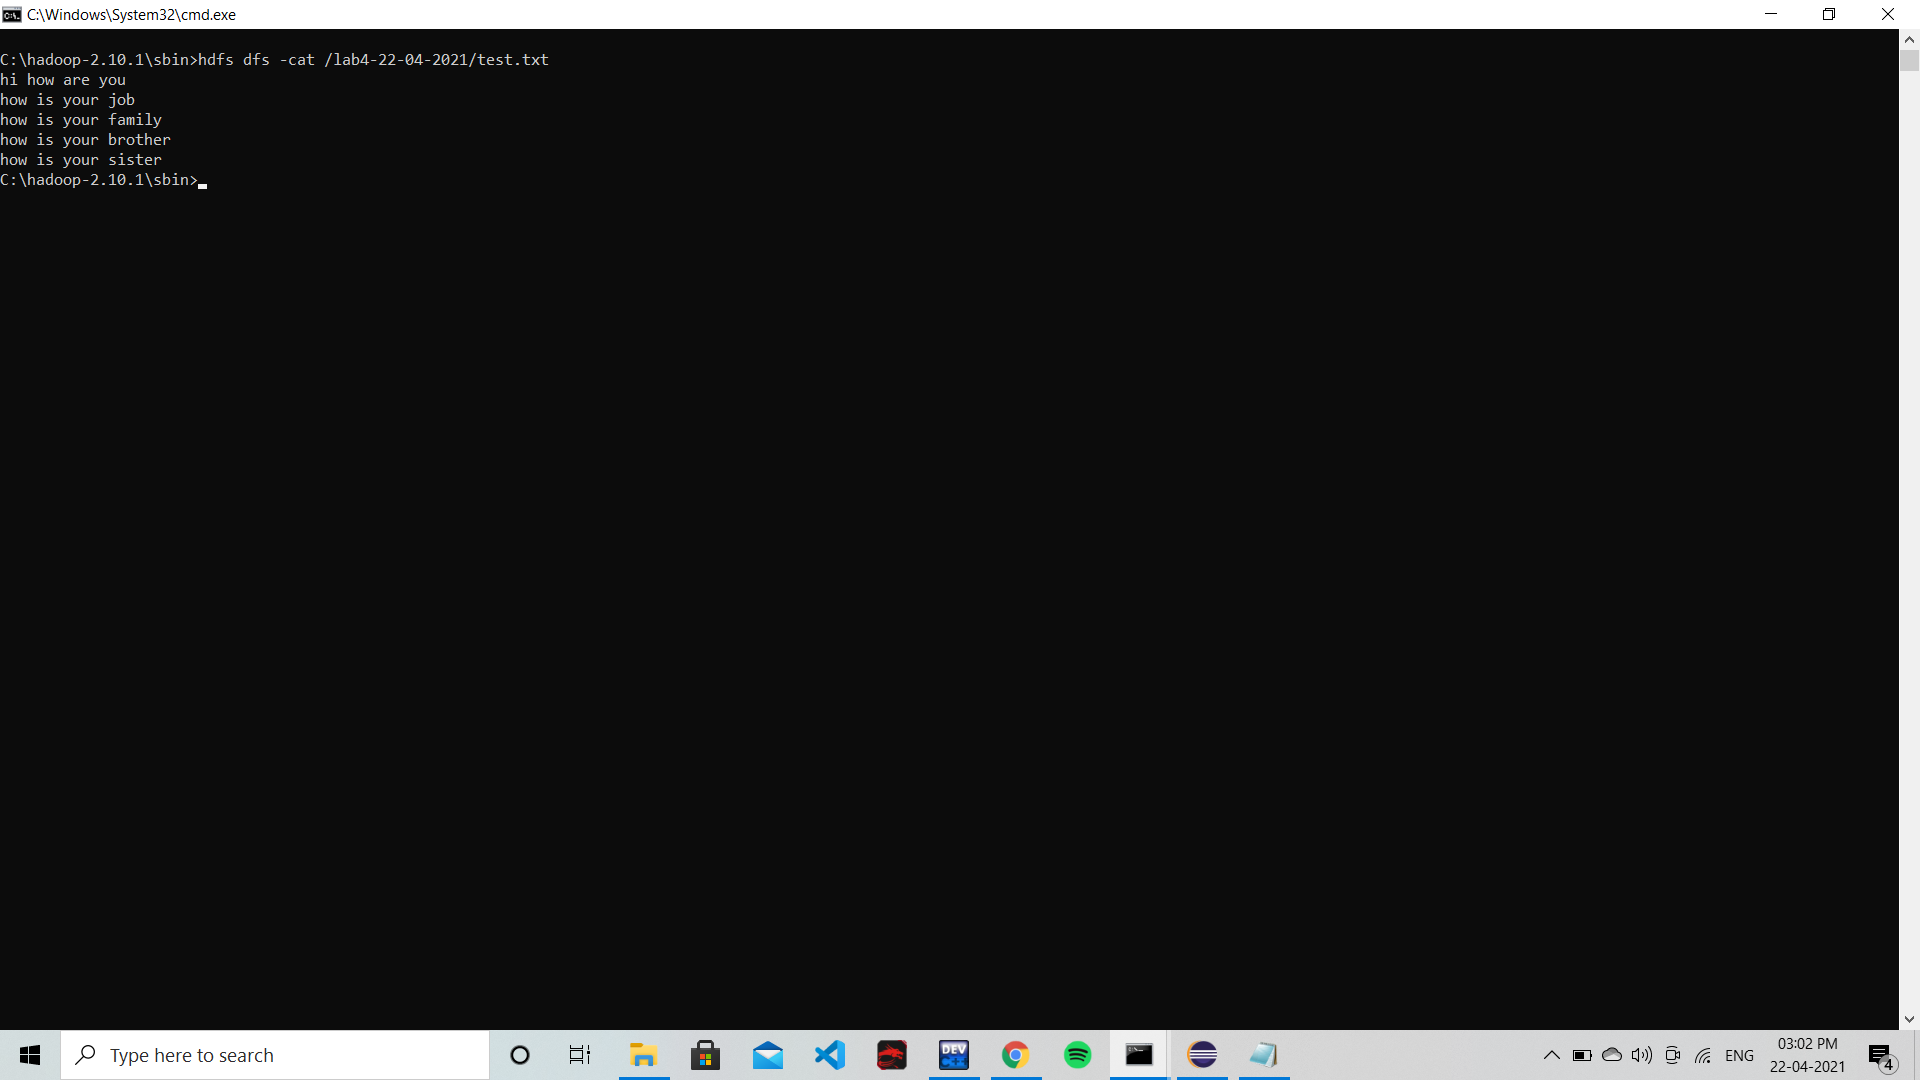 C:\Windows\System32\cmd.exe
C:\hadoop-2.10.1\sbin>hdfs dfs -cat /lab4-22-04-2021/test.txt
hi how are you
how is your job
how is your family
how is your brother
how is your sister
C:\hadoop-2.10.1\sbin>
Type here to search
DEV
C++
ENG
03:02 PM
22-04-2021
4